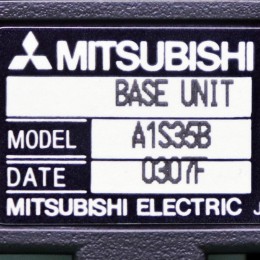 MITSUBISHI
BASE UNIT
MODEL A1S35B
DATE 0307F
MITSUBISHI ELECTRIC